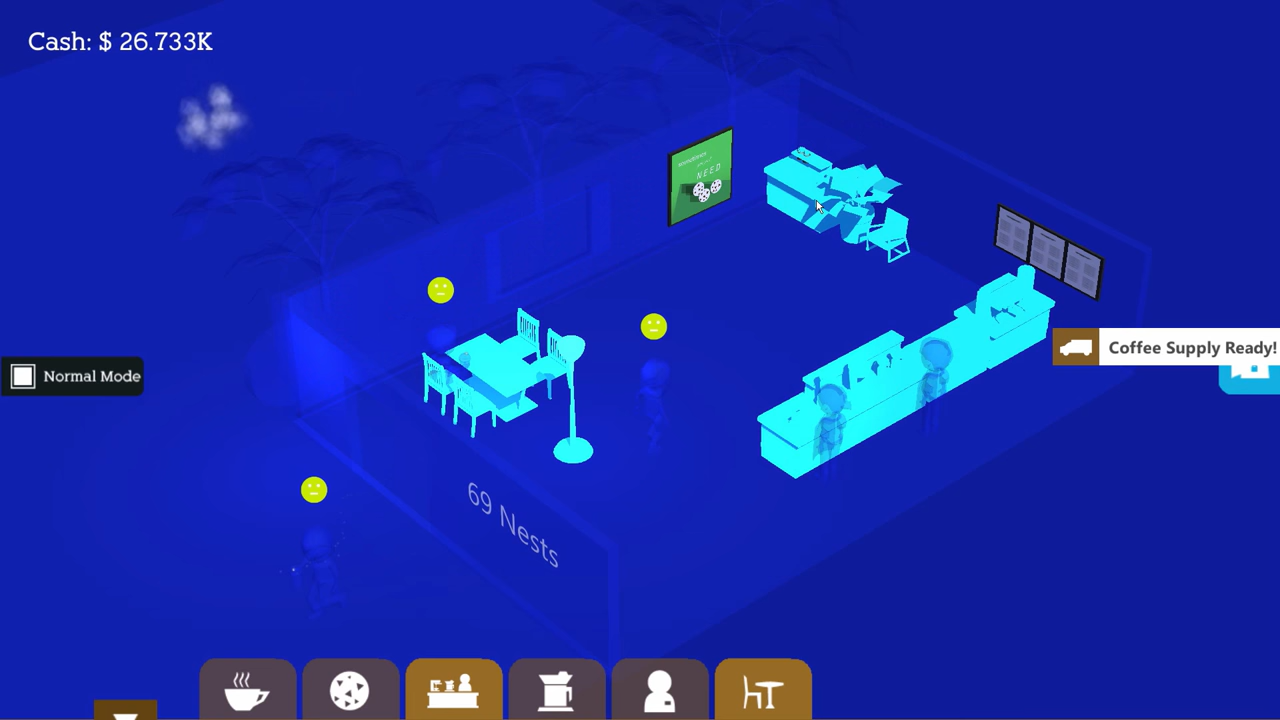 Cash: $ 26.733K
NEED
Coffee Supply Ready!
Normal Mode
69 Nests